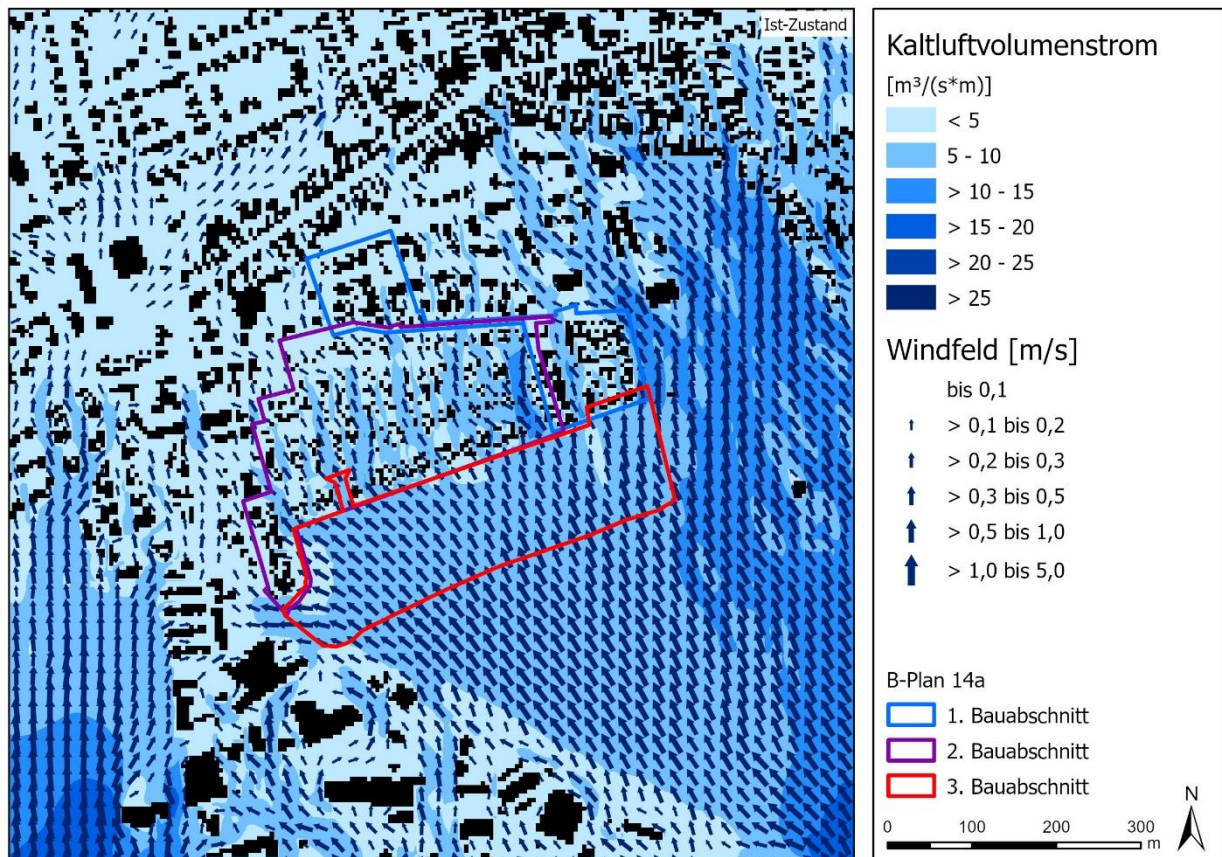 Ist-Zustand
Kaltluftvolumenstrom
[m³/(s*m)]
< 5
5 - 10
> 10 - 15
> 15 - 20
> 20 - 25
> 25
Windfeld [m/s]
bis 0,1
> 0,1 bis 0,2
> 0,2 bis 0,3
> 0,3 bis 0,5
> 0,5 bis 1,0
> 1,0 bis 5,0
B-Plan 14a
1. Bauabschnitt
2. Bauabschnitt
3. Bauabschnitt
N
0 100 200 300
m